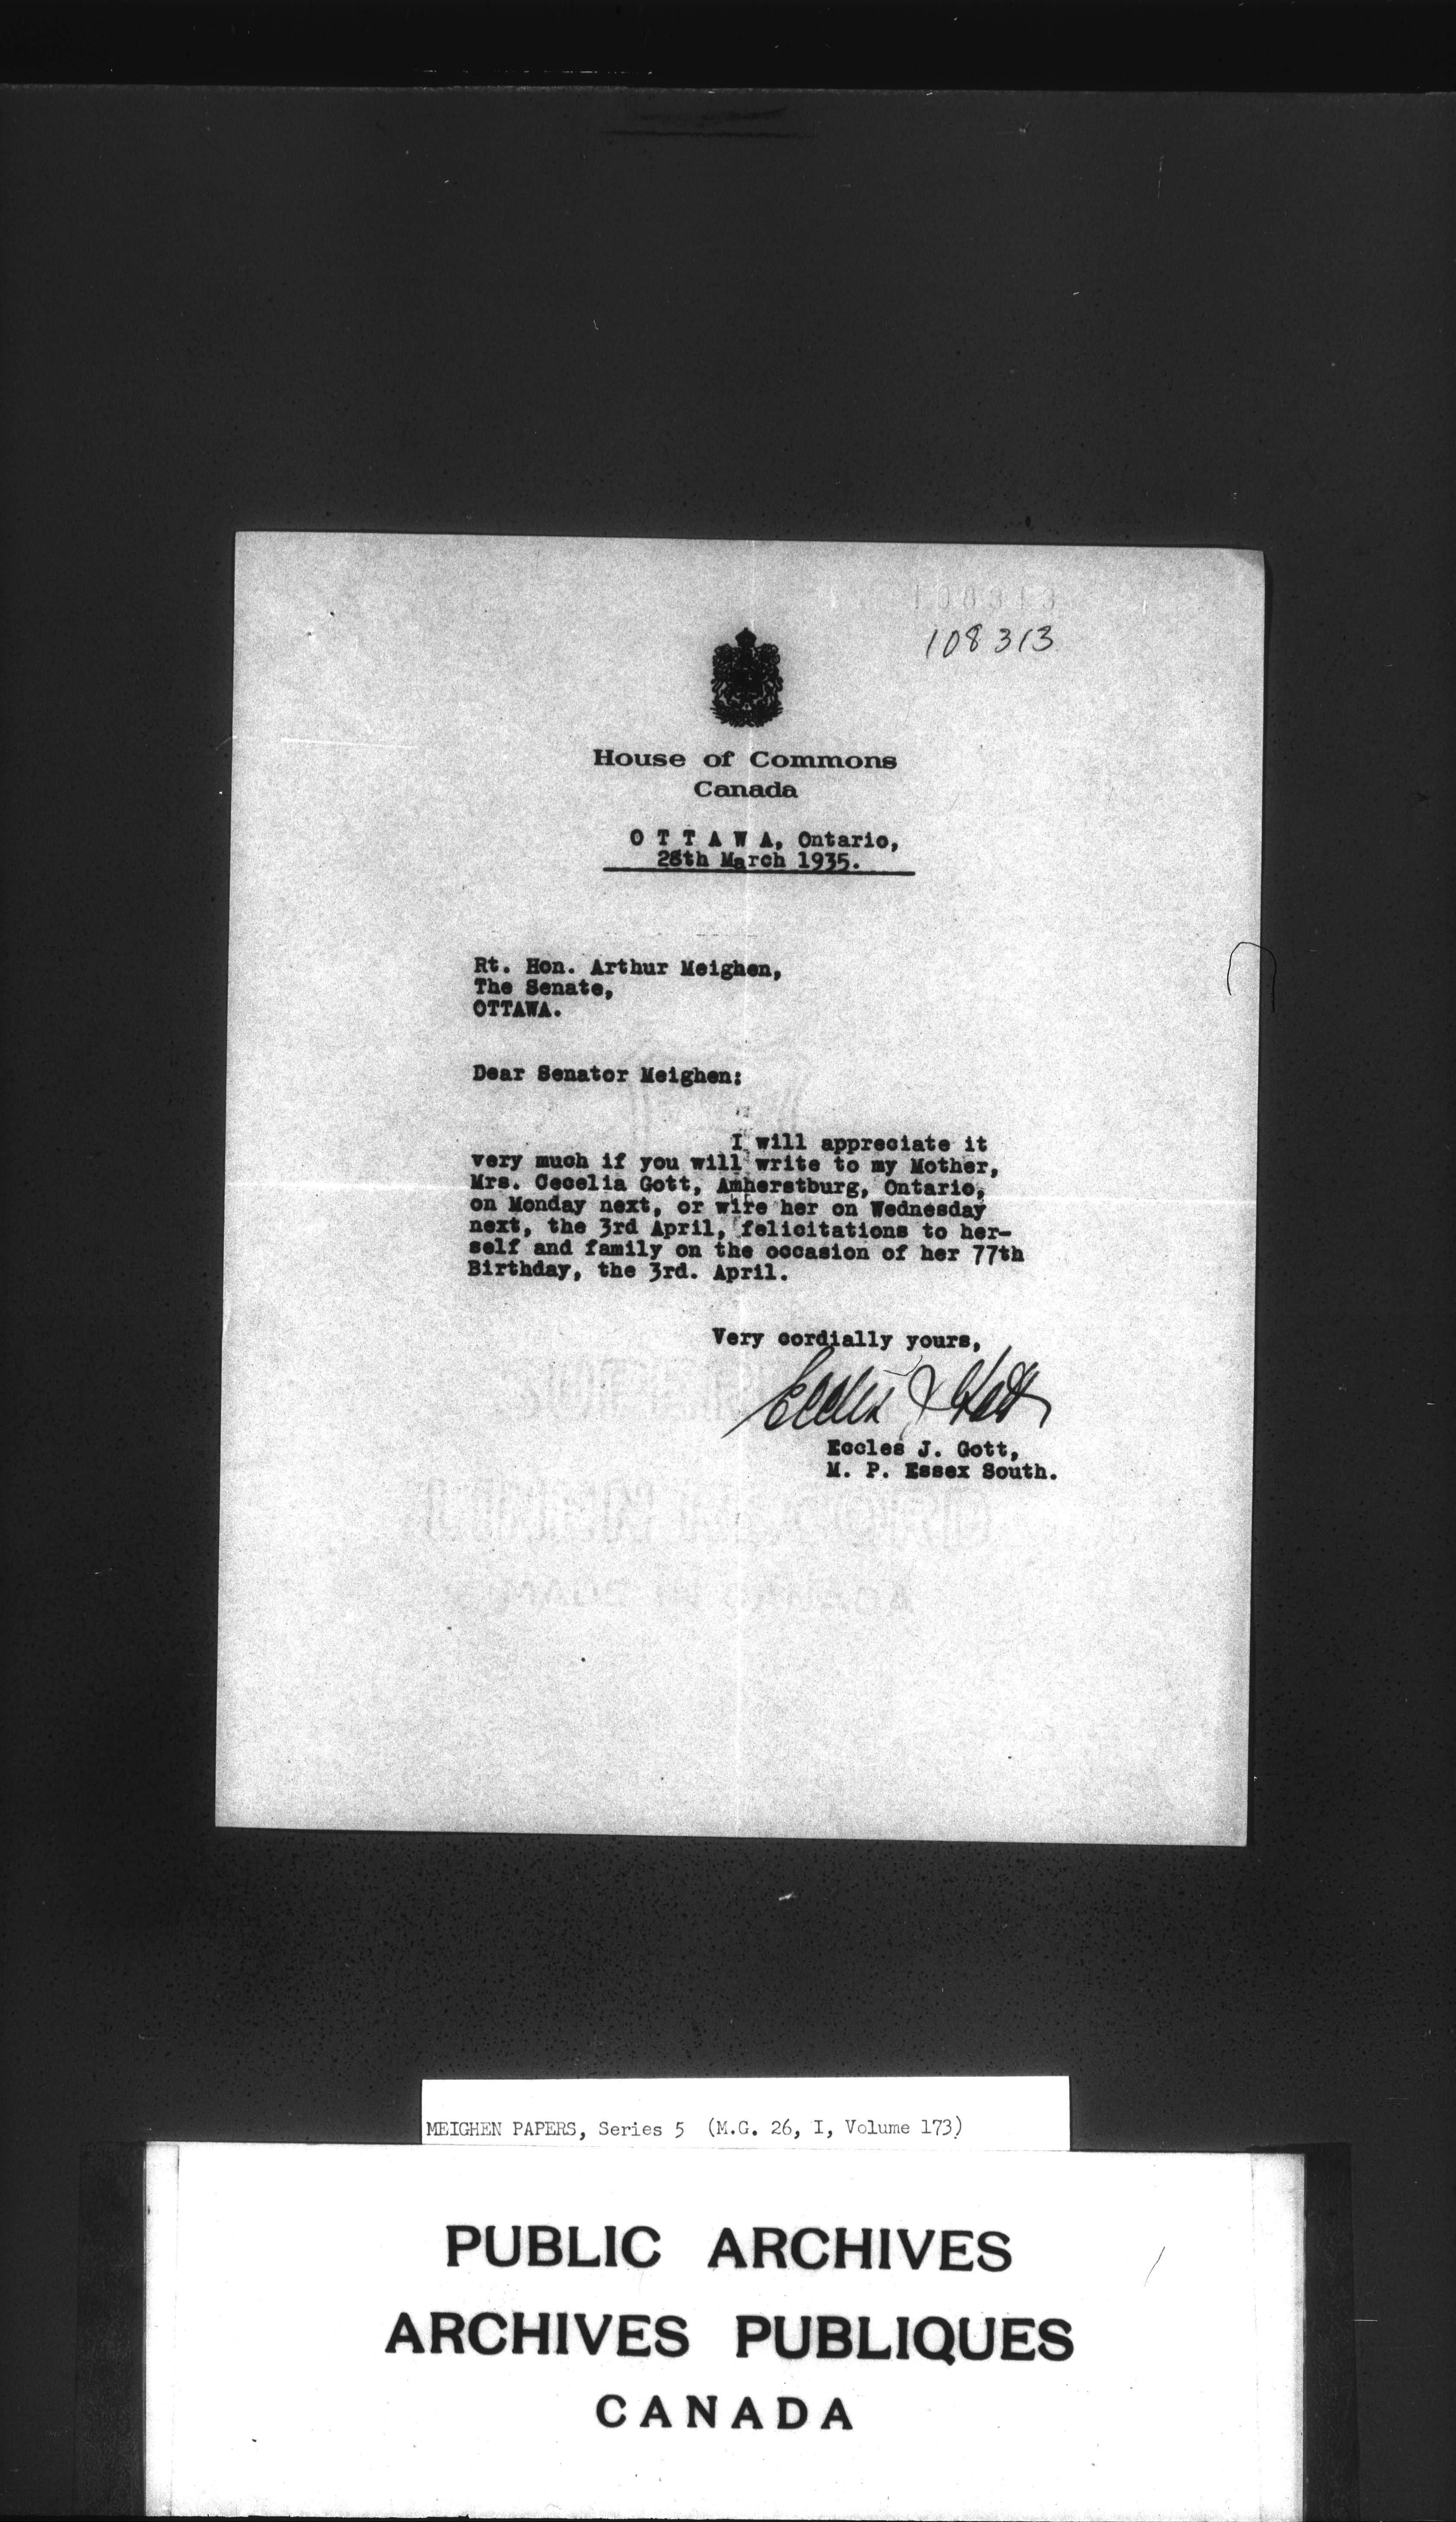 108313
108313
House of Commons
Canada
O T T A W A, Ontario,
28th March 1935.
Rt. Hon. Arthur Meighen,
The Senate,
OTTAWA.
Dear Senator Meighen:
I will appreciate it
very much if you will write to my Mother,
Mrs. Cecelia Gott, Amherstburg, Ontario,
on Monday next, or wire her on Wednesday
next, the 3rd April, felicitations to her-
self and family on the occasion of her 77th
Birthday, the 3rd. April.
Very cordially yours,
Eccles J Gott
Eccles J. Gott,
M. P. Essex South.
MEIGHEN PAPERS, Series 5 (M.G. 26, I, Volume 173)
PUBLIC ARCHIVES
ARCHIVES PUBLIQUES
CANADA